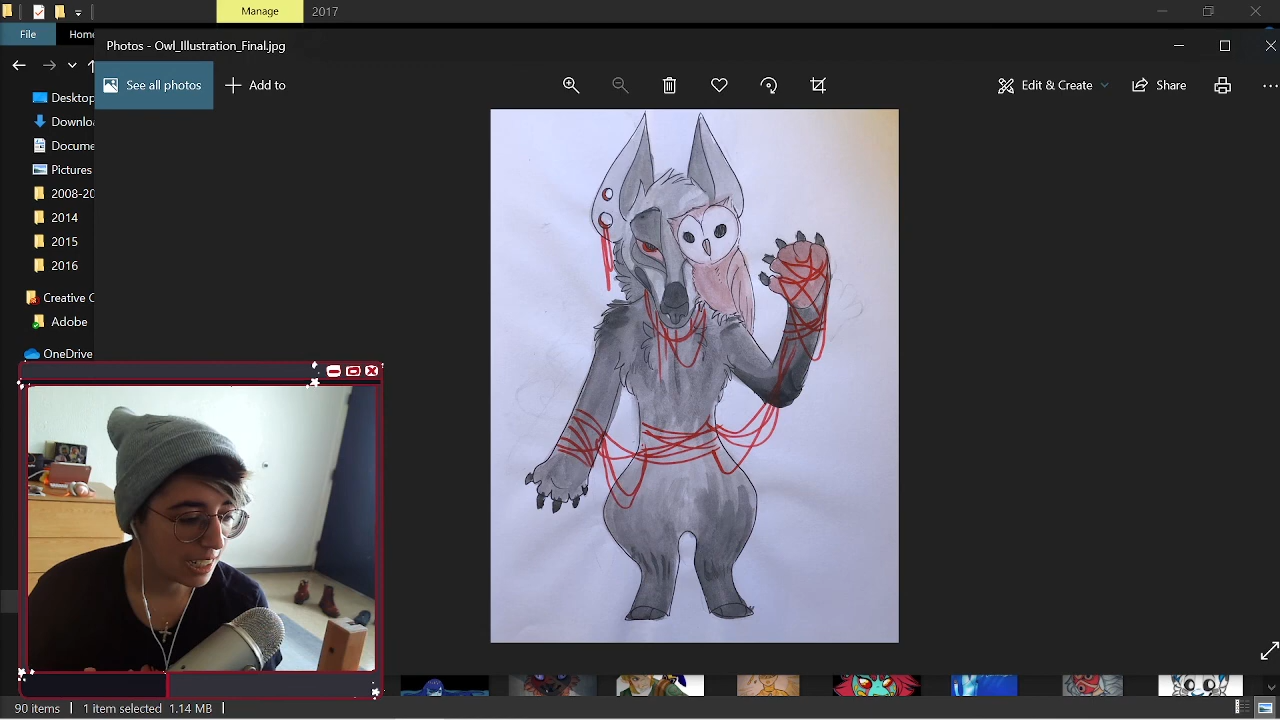 Manage
2017
File
Home
Photos - Owl_Illustration_Final.jpg
See all photos
Add to
Edit & Create
Share
Desktop
Downlo
Docume
Pictures
2008-20
2014
2015
2016
Creative C
Adobe
OneDrive
90 items
1 item selected
1.14 MB